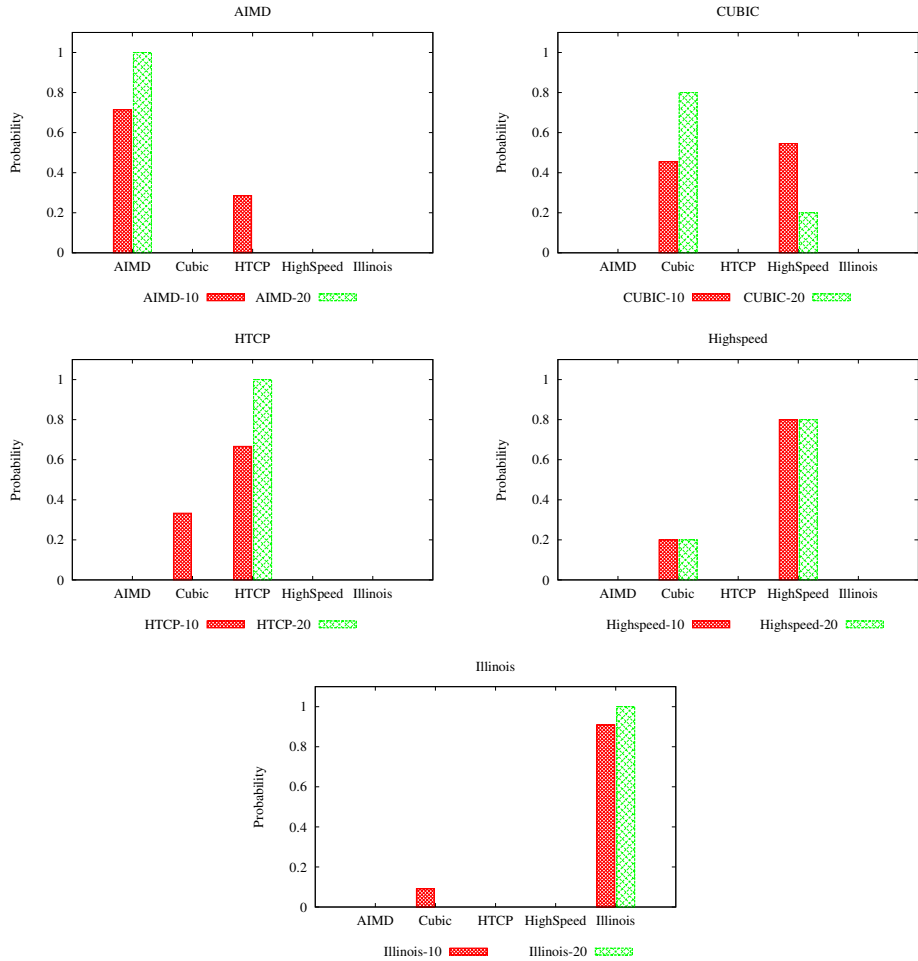 AIMD
Probability
1
0.8
0.6
0.4
0.2
0
AIMD Cubic HTCP HighSpeed Illinois
AIMD-10 AIMD-20
CUBIC
Probability
1
0.8
0.6
0.4
0.2
0
AIMD Cubic HTCP HighSpeed Illinois
CUBIC-10 CUBIC-20
HTCP
Probability
1
0.8
0.6
0.4
0.2
0
AIMD Cubic HTCP HighSpeed Illinois
HTCP-10 HTCP-20
Highspeed
Probability
1
0.8
0.6
0.4
0.2
0
AIMD Cubic HTCP HighSpeed Illinois
Highspeed-10 Highspeed-20
Illinois
Probability
1
0.8
0.6
0.4
0.2
0
AIMD Cubic HTCP HighSpeed Illinois
Illinois-10 Illinois-20